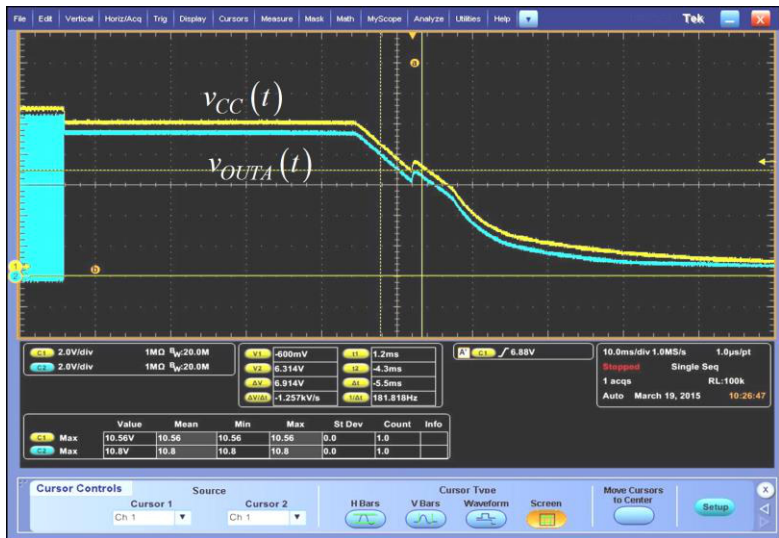 File Edit Vertical Horiz/Acq Trig Display Cursors Measure Mask Math MyScope Analyze Utilities Help Tek X
a
vCC(t)
vOUTA(t)
b
1
2
C1 2.0V/div 1MΩ BW:20.0M
C2 2.0V/div 1MΩ BW:20.0M
V1 -600mV t1 1.2ms
V2 6.314V t2 -4.3ms
ΔV 6.914V Δt -5.5ms
ΔV/Δt -1.257kV/s 1/Δt 181.818Hz
A' C1 6.88V
10.0ms/div 1.0MS/s 1.0µs/pt
Stopped Single Seq
1 acqs RL:100k
Auto March 19, 2015 10:26:47
Value Mean Min Max St Dev Count Info
C1 Max 10.56V 10.56 10.56 10.56 0.0 1.0
C2 Max 10.8V 10.8 10.8 10.8 0.0 1.0
Cursor Controls Source Cursor Type Move Cursors X
Cursor 1 Cursor 2 H Bars V Bars Waveform Screen to Center
Ch 1 Ch 1 Setup